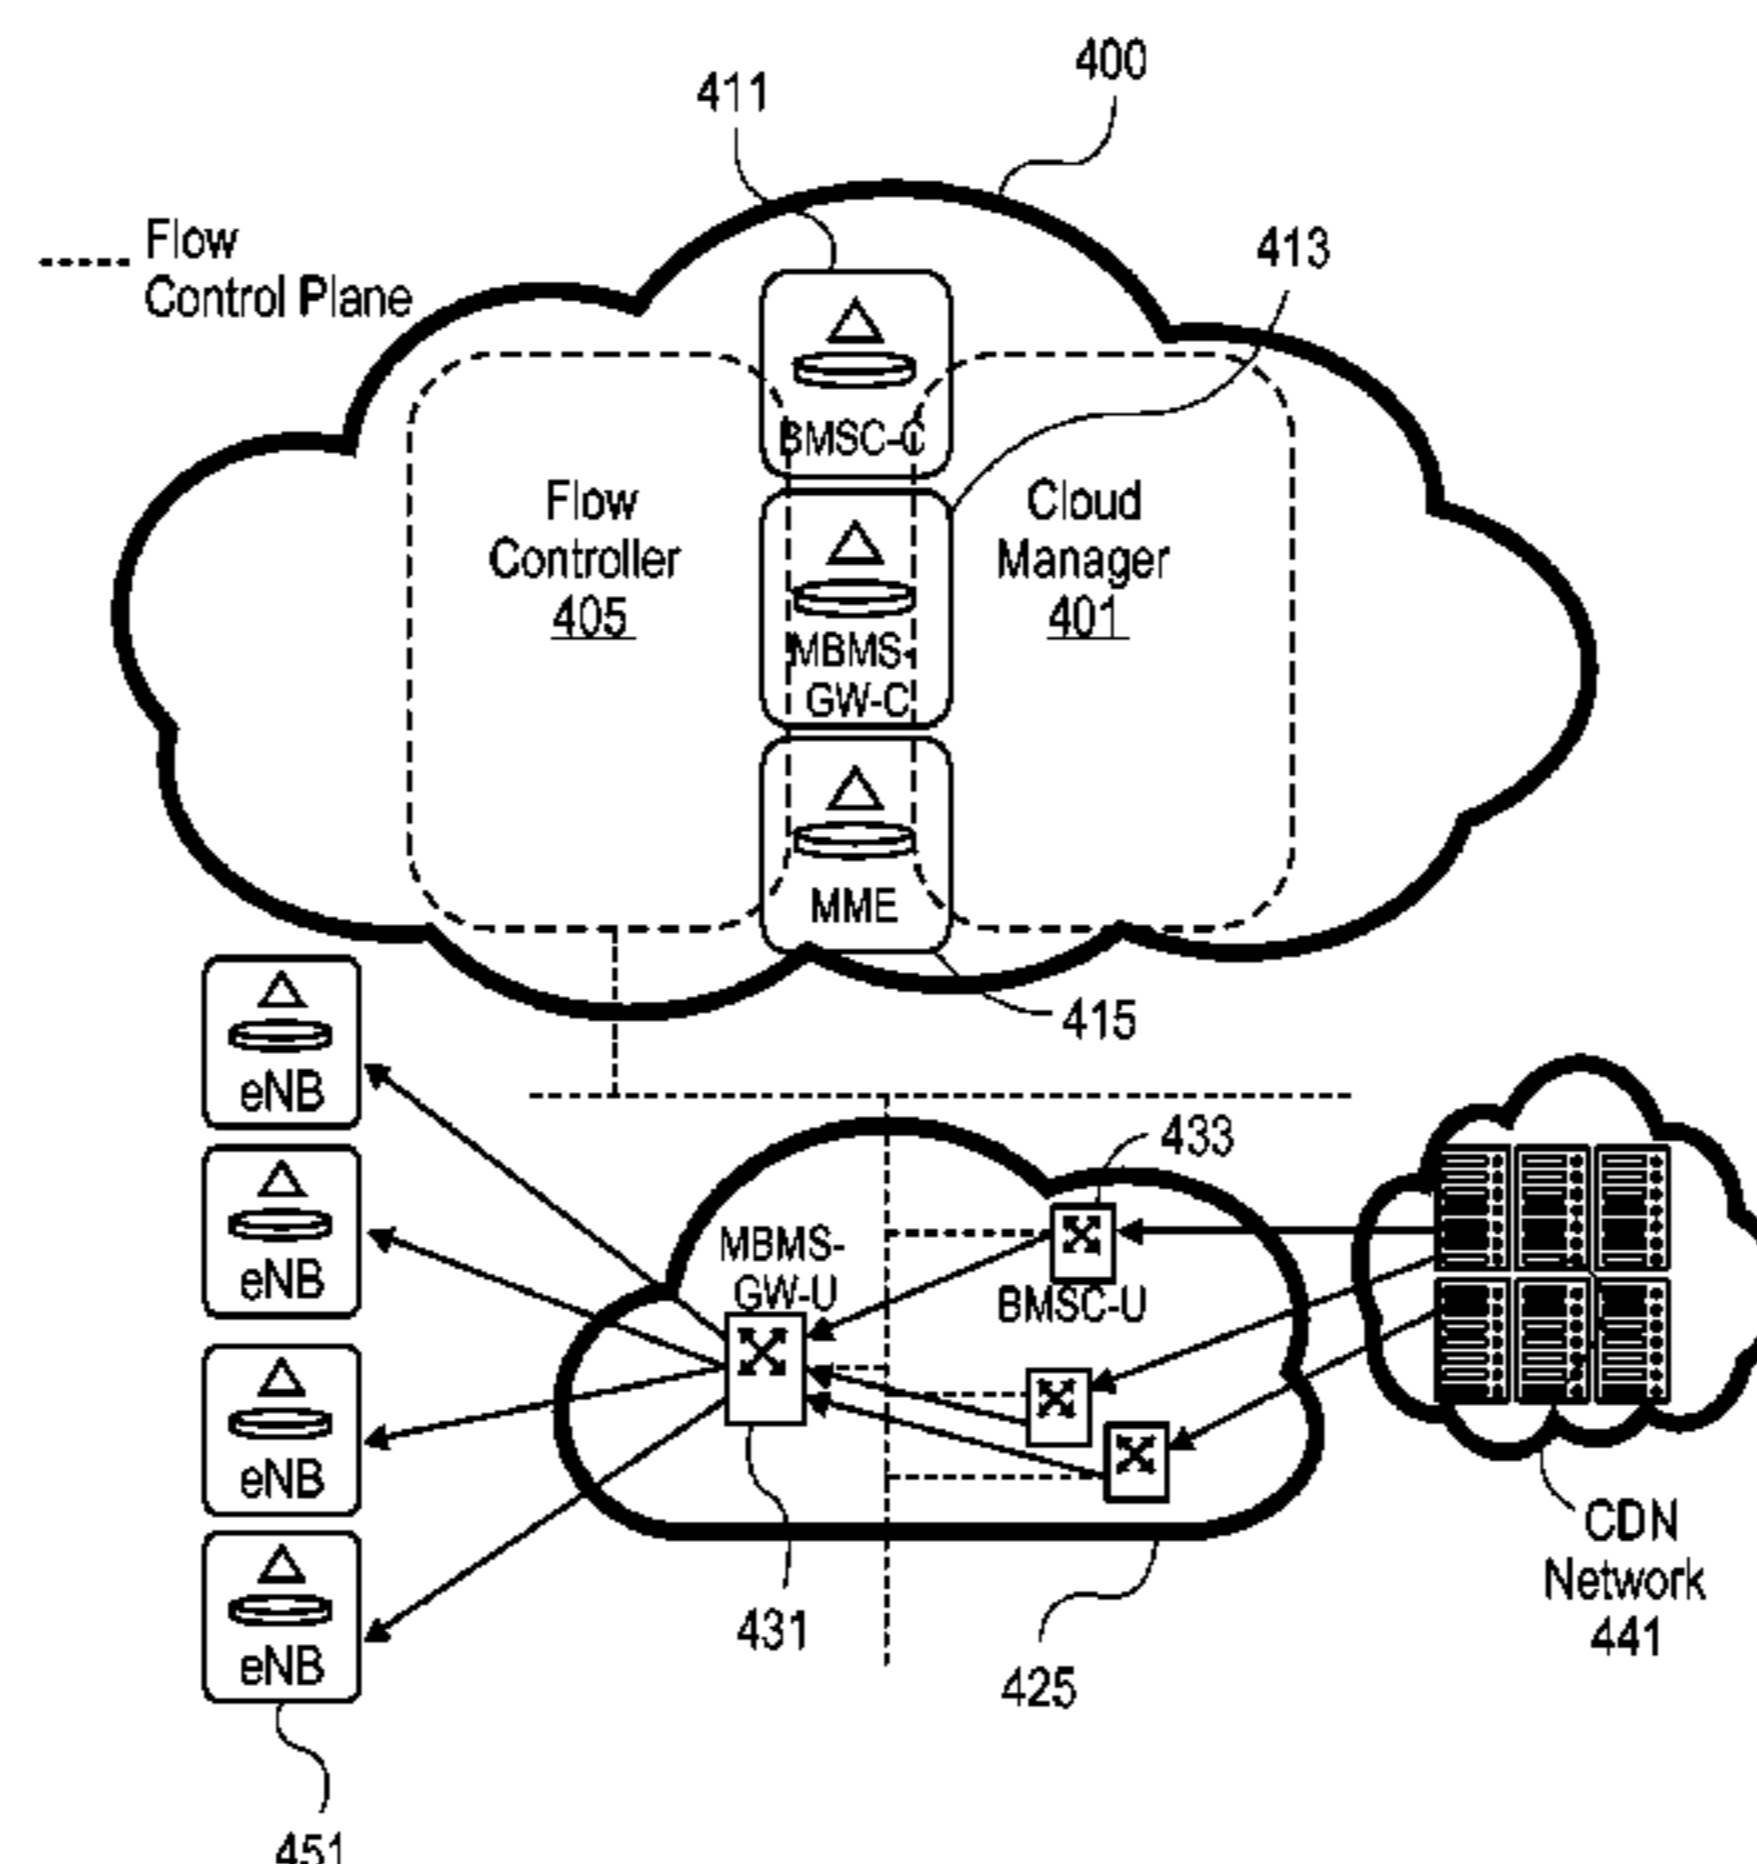 400
411
413
Flow
Control Plane
BMSC-C
Flow
Controller
405
Cloud
Manager
401
MBMS-
GW-C
MME
415
eNB
eNB
eNB
eNB
433
MBMS-
GW-U
BMSC-U
431
425
CDN
Network
441
451